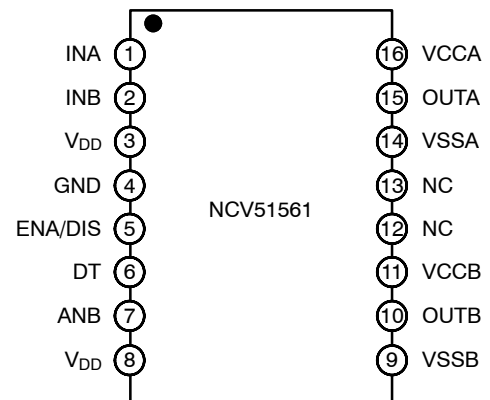 INA 1 16 VCCA
INB 2 15 OUTA
VDD 3 14 VSSA
GND 4 13 NC
NCV51561
ENA/DIS 5 12 NC
DT 6 11 VCCB
ANB 7 10 OUTB
VDD 8 9 VSSB